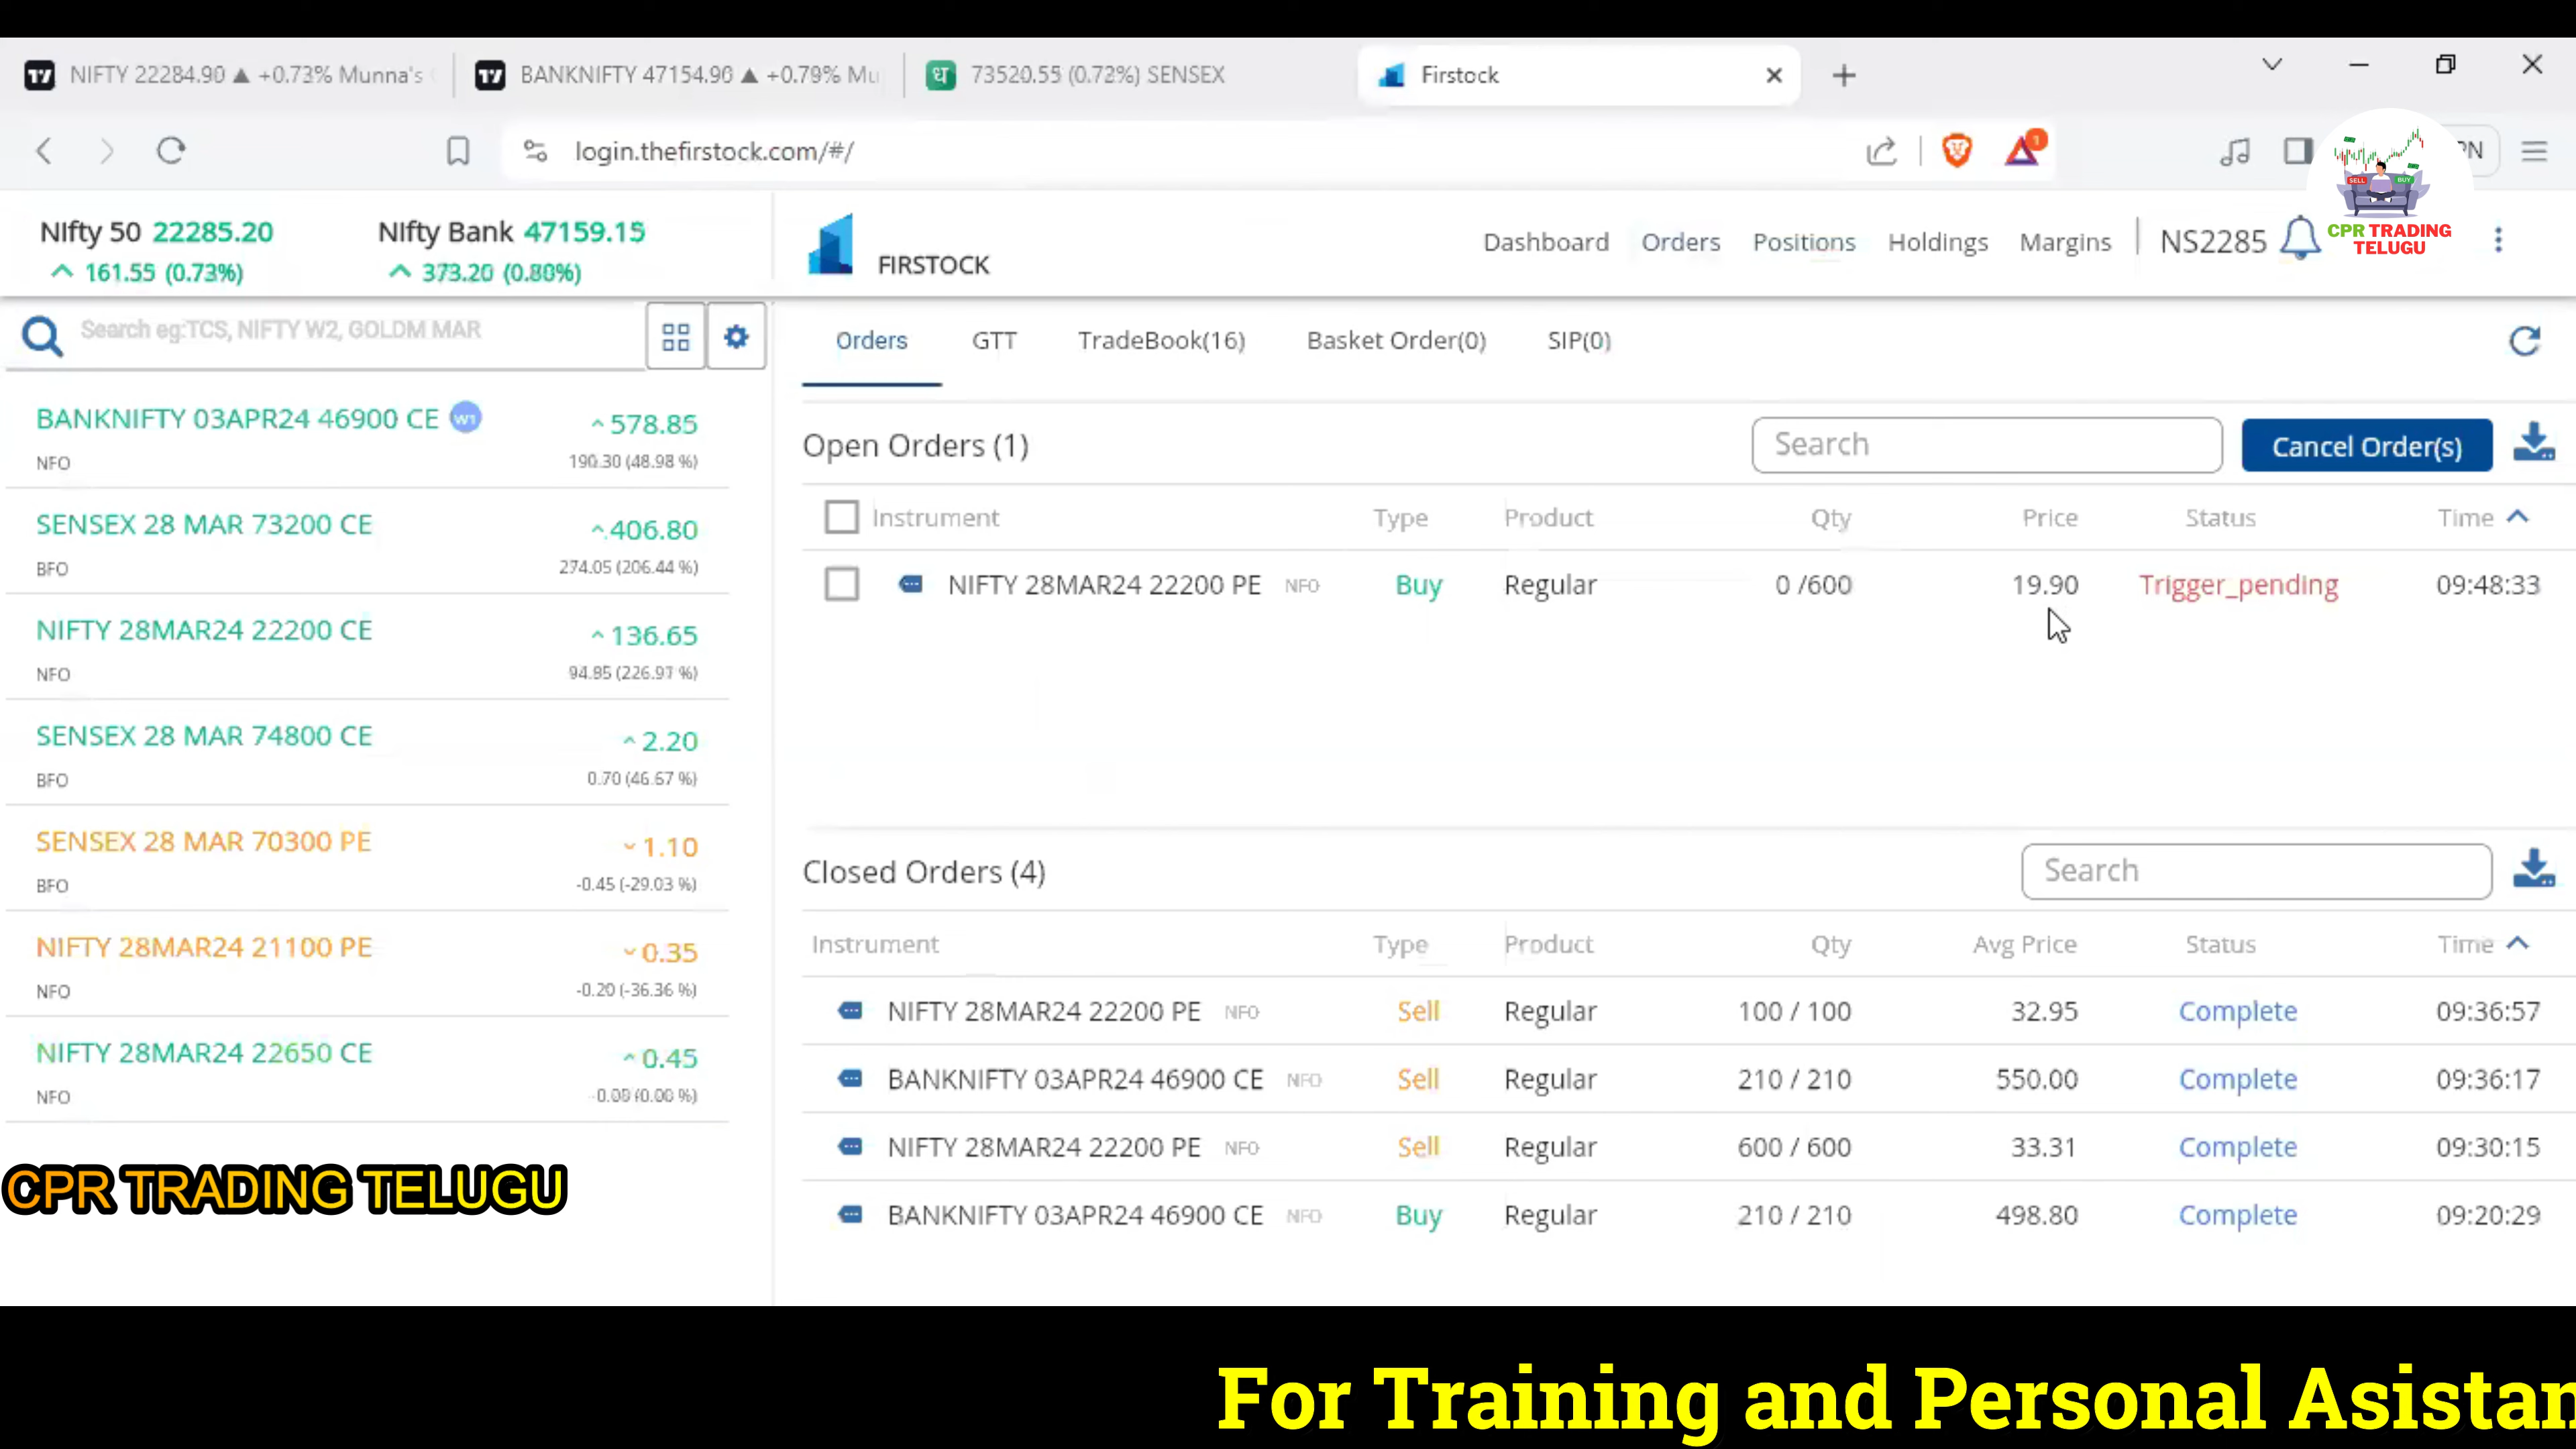 NIFTY 22284.90 ▲ +0.73% Munna's
BANKNIFTY 47154.90 ▲ +0.79% Mu
73520.55 (0.72%) SENSEX
Firstock
login.thefirstock.com/#/
1
SELL BUY
CPR TRADING
TELUGU
NIfty 50 22285.20
161.55 (0.73%)
NIfty Bank 47159.15
373.20 (0.80%)
FIRSTOCK
Dashboard Orders Positions Holdings Margins NS2285
Search eg:TCS, NIFTY W2, GOLDM MAR
Orders GTT TradeBook(16) Basket Order(0) SIP(0)
BANKNIFTY 03APR24 46900 CE W1 578.85
NFO 190.30 (48.98 %)
SENSEX 28 MAR 73200 CE 406.80
BFO 274.05 (206.44 %)
NIFTY 28MAR24 22200 CE 136.65
NFO 94.85 (226.97 %)
SENSEX 28 MAR 74800 CE 2.20
BFO 0.70 (46.67 %)
SENSEX 28 MAR 70300 PE 1.10
BFO -0.45 (-29.03 %)
NIFTY 28MAR24 21100 PE 0.35
NFO -0.20 (-36.36 %)
NIFTY 28MAR24 22650 CE 0.45
NFO -0.00 (0.00 %)
CPR TRADING TELUGU
Open Orders (1) Search Cancel Order(s)
Instrument Type Product Qty Price Status Time
NIFTY 28MAR24 22200 PE NFO Buy Regular 0 /600 19.90 Trigger_pending 09:48:33
Closed Orders (4) Search
Instrument Type Product Qty Avg Price Status Time
NIFTY 28MAR24 22200 PE NFO Sell Regular 100 / 100 32.95 Complete 09:36:57
BANKNIFTY 03APR24 46900 CE NFO Sell Regular 210 / 210 550.00 Complete 09:36:17
NIFTY 28MAR24 22200 PE NFO Sell Regular 600 / 600 33.31 Complete 09:30:15
BANKNIFTY 03APR24 46900 CE NFO Buy Regular 210 / 210 498.80 Complete 09:20:29
For Training and Personal Asistan